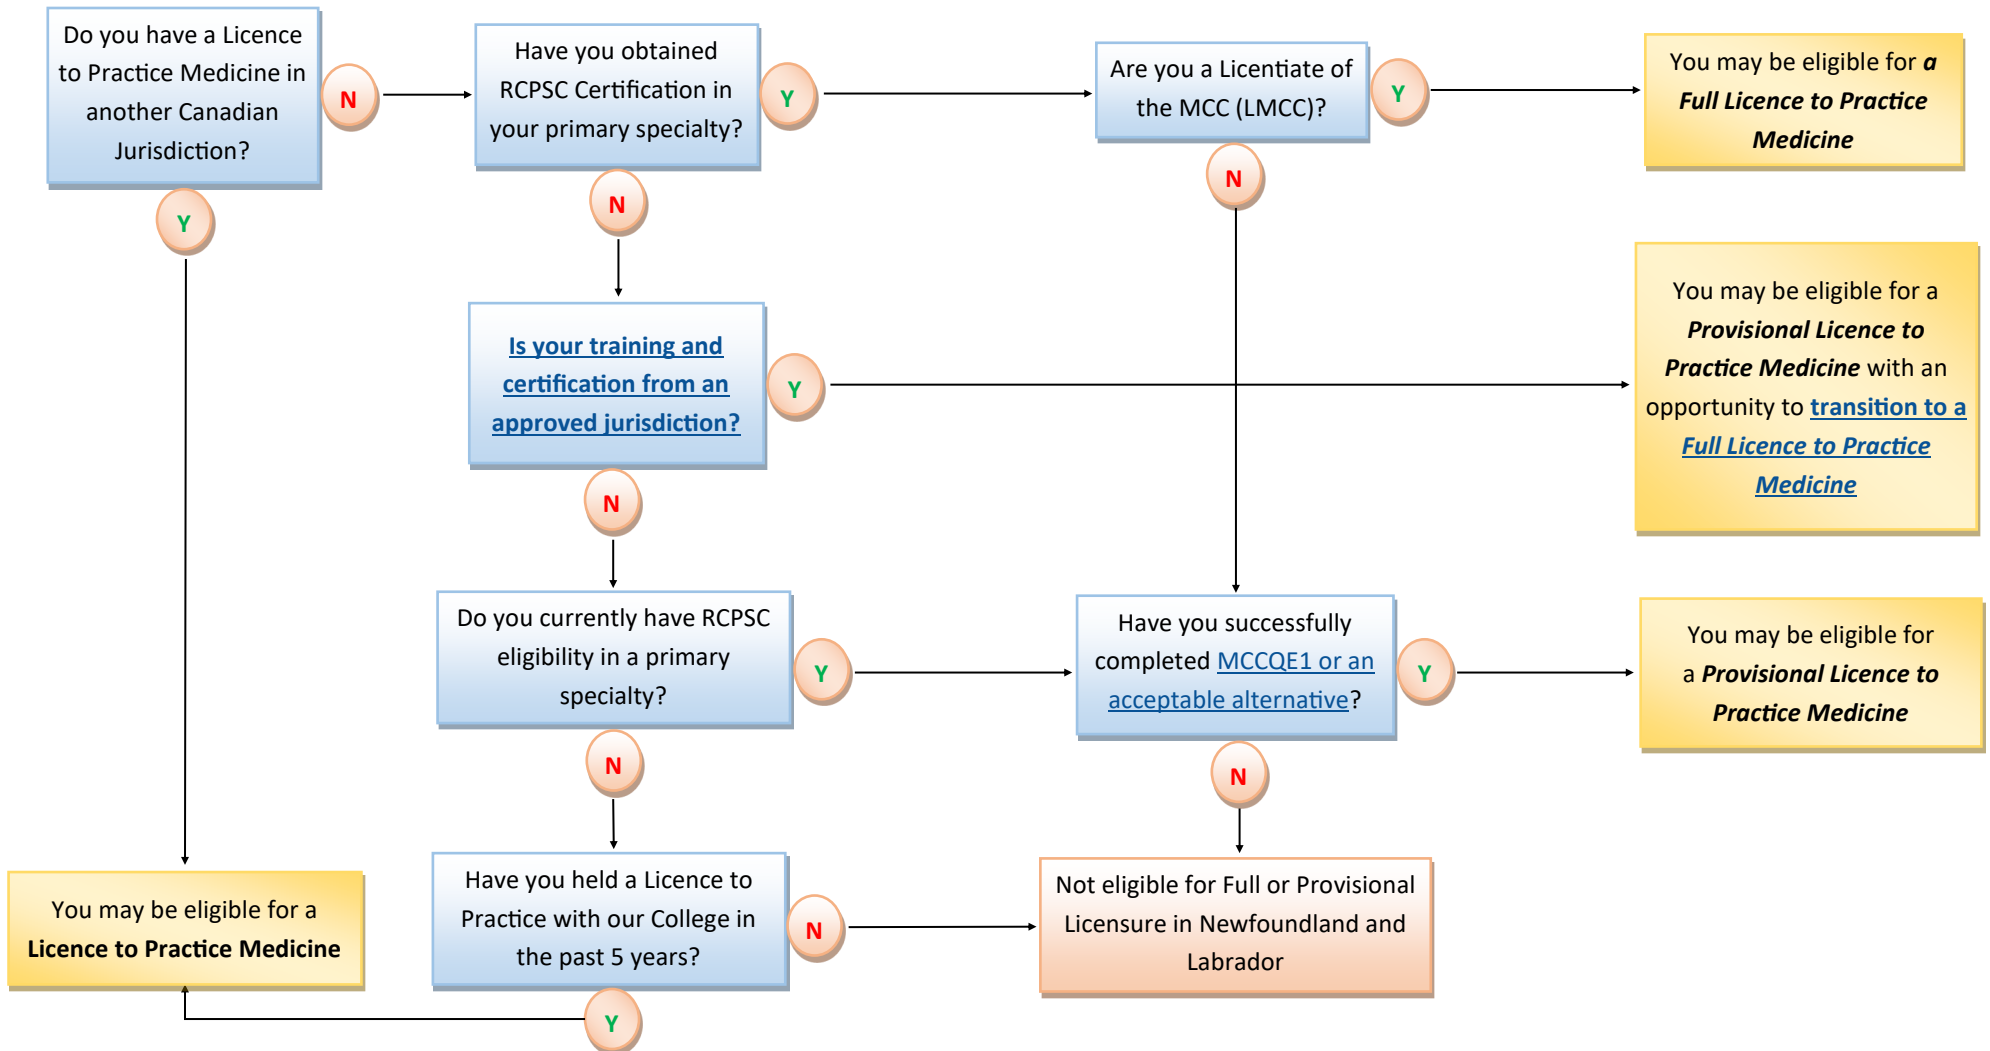 Do you have a Licence
to Practice Medicine in
another Canadian
Jurisdiction?
N
Y
Have you obtained
RCPSC Certification in
your primary specialty?
Y
N
Are you a Licentiate of
the MCC (LMCC)?
Y
N
You may be eligible for a
Full Licence to Practice
Medicine
Is your training and
certification from an
approved jurisdiction?
Y
N
You may be eligible for a
Provisional Licence to
Practice Medicine with an
opportunity to transition to a
Full Licence to Practice
Medicine
Do you currently have RCPSC
eligibility in a primary
specialty?
Y
N
Have you successfully
completed MCCQE1 or an
acceptable alternative?
Y
N
You may be eligible for
a Provisional Licence to
Practice Medicine
You may be eligible for a
Licence to Practice Medicine
Have you held a Licence to
Practice with our College in
the past 5 years?
N
Y
Not eligible for Full or Provisional
Licensure in Newfoundland and
Labrador